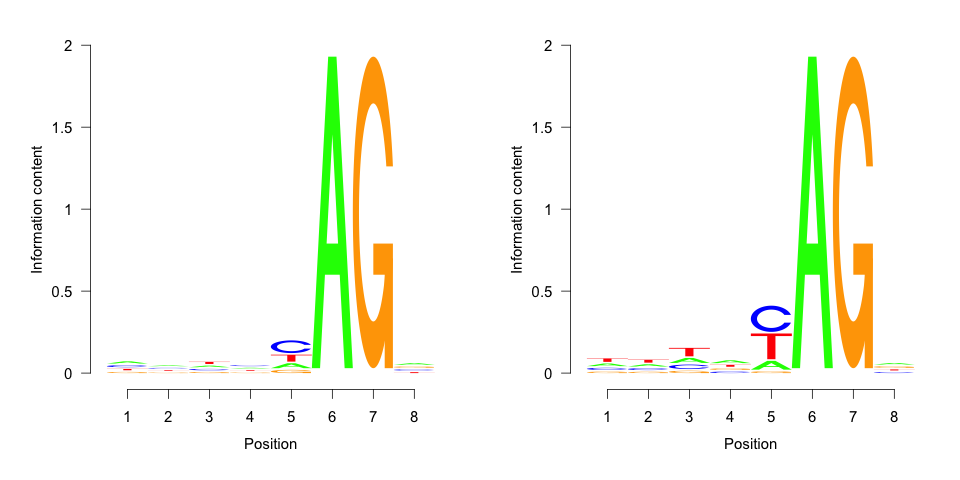 2
1.5
1
0.5
0
Information content
C
T
A
A
G
1 2 3 4 5 6 7 8
Position
2
1.5
1
0.5
0
Information content
C
T
T
A
A
G
1 2 3 4 5 6 7 8
Position